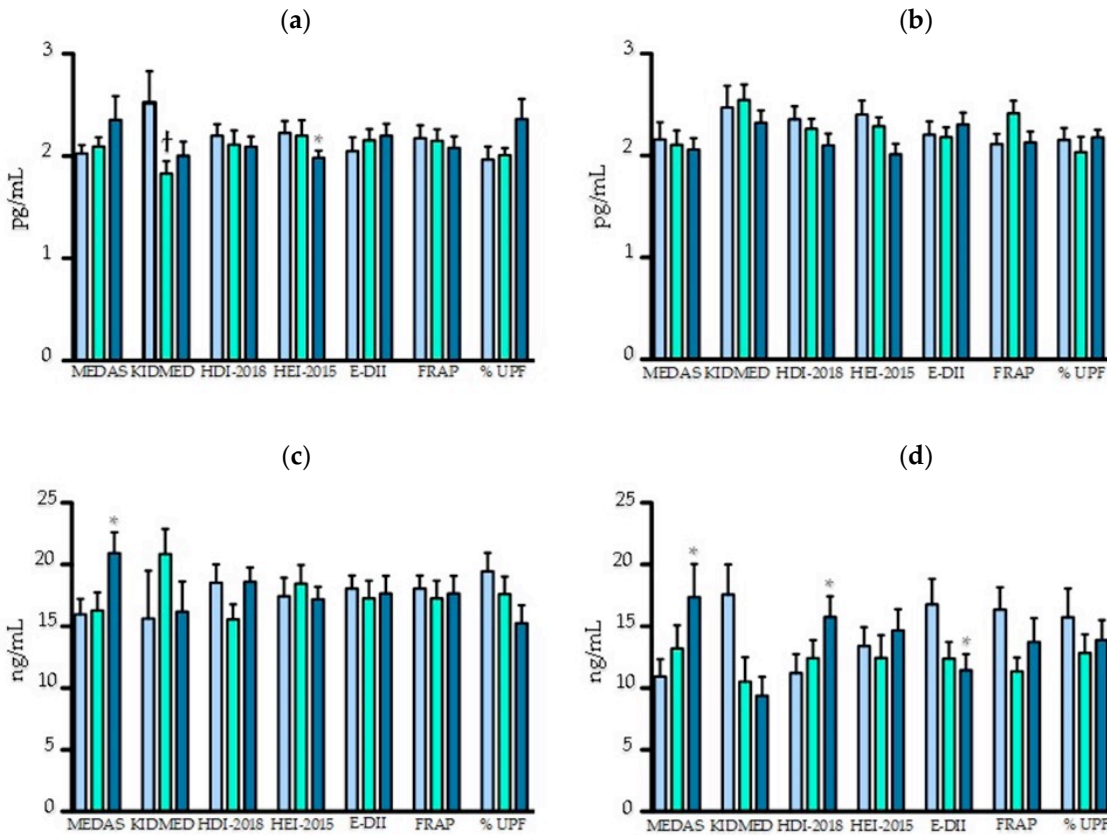 (a)
3
2
1
0
pg/mL
†
*
MEDAS KIDMED HDI-2018 HEI-2015 E-DII FRAP % UPF
(b)
3
2
1
0
pg/mL
MEDAS KIDMED HDI-2018 HEI-2015 E-DII FRAP % UPF
(c)
25
20
15
10
5
0
ng/mL
*
MEDAS KIDMED HDI-2018 HEI-2015 E-DII FRAP % UPF
(d)
25
20
15
10
5
0
ng/mL
*
*
*
MEDAS KIDMED HDI-2018 HEI-2015 E-DII FRAP % UPF